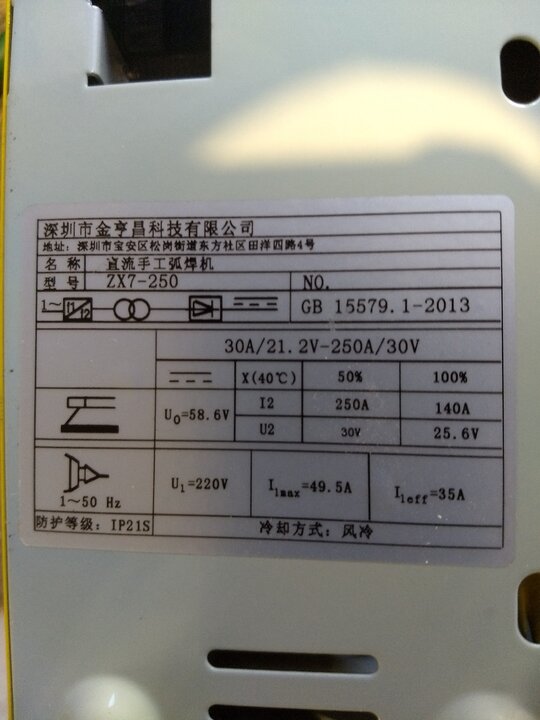 深圳市金亨昌科技有限公司
地址：深圳市宝安区松岗街道东方社区田洋四路4号
名 称 直流手工弧焊机
型 号 ZX7-250 NO.
1～ f1 f2 GB 15579.1-2013
30A/21.2V-250A/30V
X(40℃) 50% 100%
U0=58.6V I2 250A 140A
U2 30V 25.6V
1～50 Hz U1=220V I1max=49.5A I1eff=35A
防护等级：IP21S 冷却方式：风冷